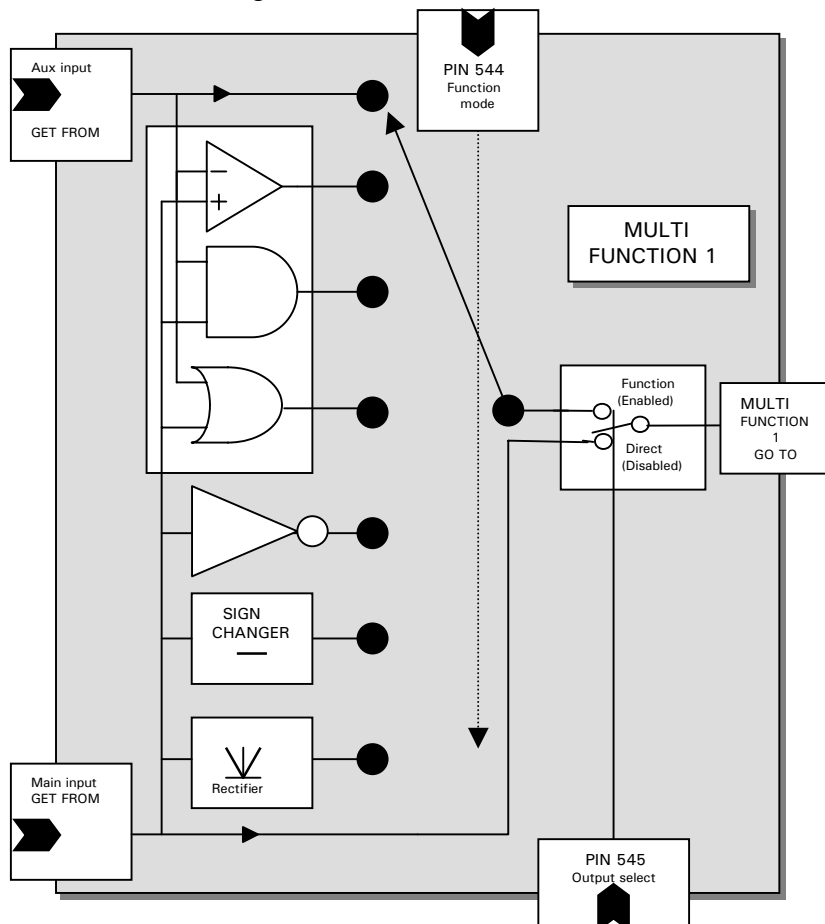 Aux input
GET FROM
PIN 544
Function
mode
MULTI
FUNCTION 1
Function
(Enabled)
Direct
(Disabled)
MULTI
FUNCTION
1
GO TO
SIGN
CHANGER
Rectifier
Main input
GET FROM
PIN 545
Output select